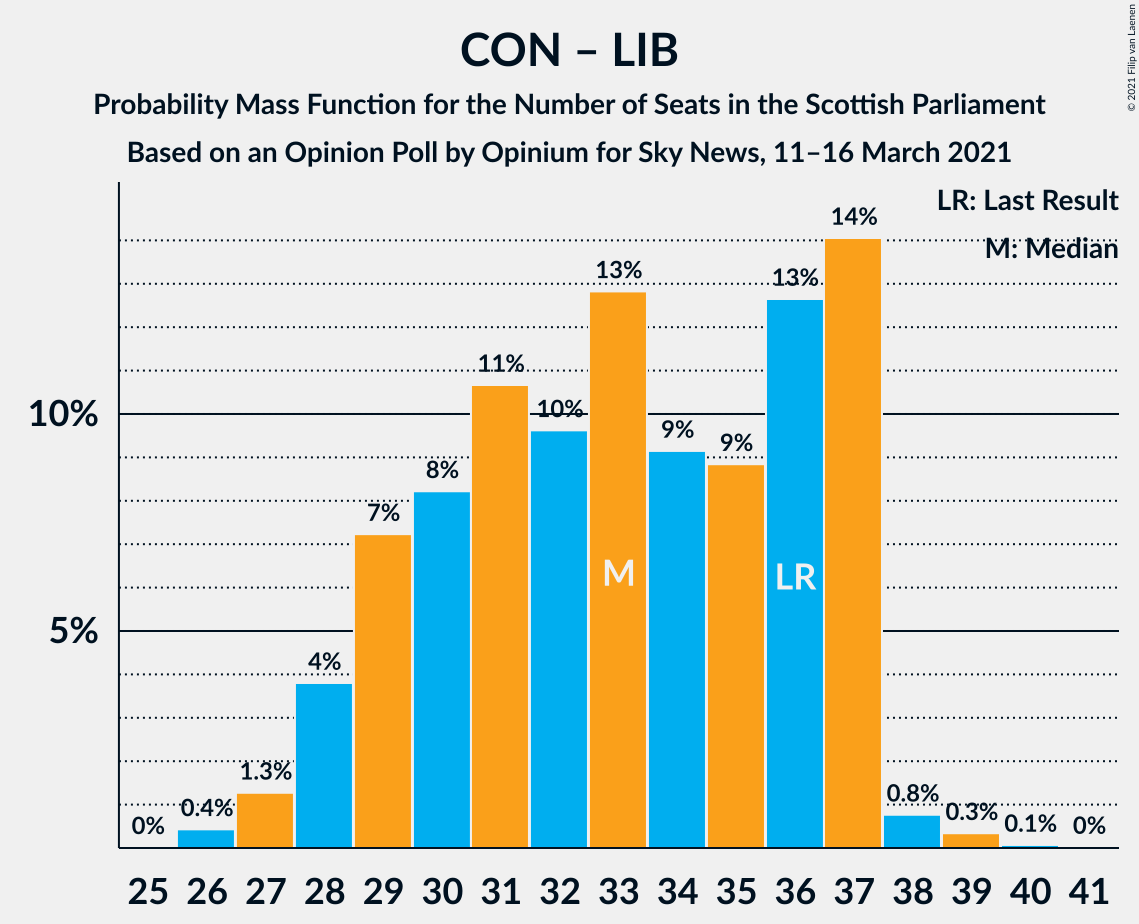 © 2021 Filip van Laenen
CON – LIB
Probability Mass Function for the Number of Seats in the Scottish Parliament
Based on an Opinion Poll by Opinium for Sky News, 11–16 March 2021
LR: Last Result
M: Median
10%
5%
0%
0.4%
1.3%
4%
7%
8%
11%
10%
13%
9%
9%
13%
14%
0.8%
0.3%
0.1%
0%
M
LR
25 26 27 28 29 30 31 32 33 34 35 36 37 38 39 40 41